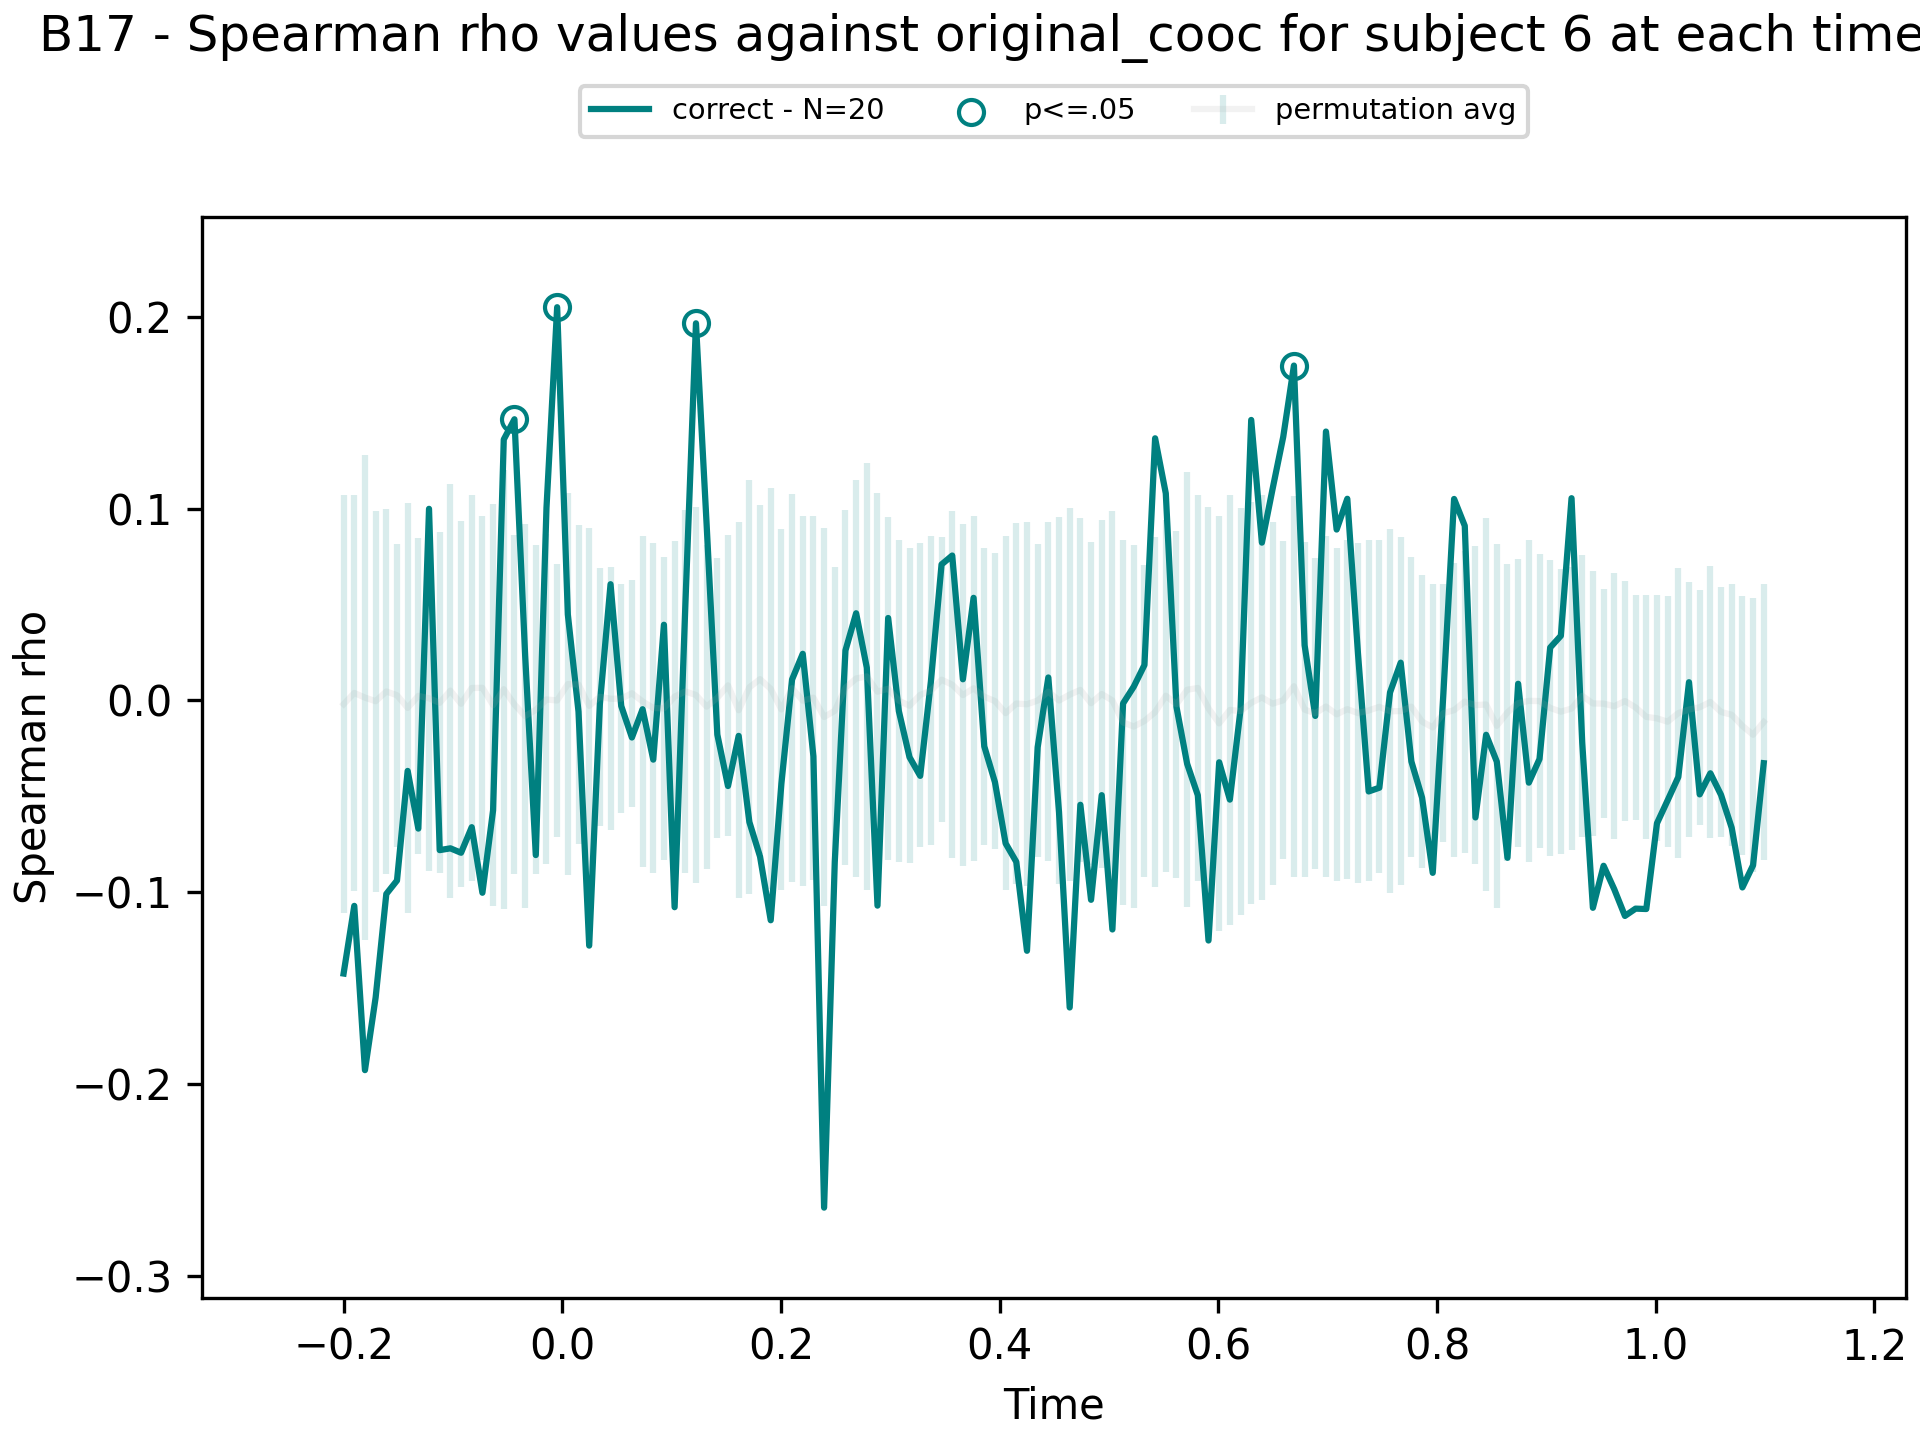 B17 - Spearman rho values against original_cooc for subject 6 at each time
correct - N=20 p<=.05 permutation avg
Spearman rho
0.2
0.1
0.0
−0.1
−0.2
−0.3
−0.2 0.0 0.2 0.4 0.6 0.8 1.0 1.2
Time